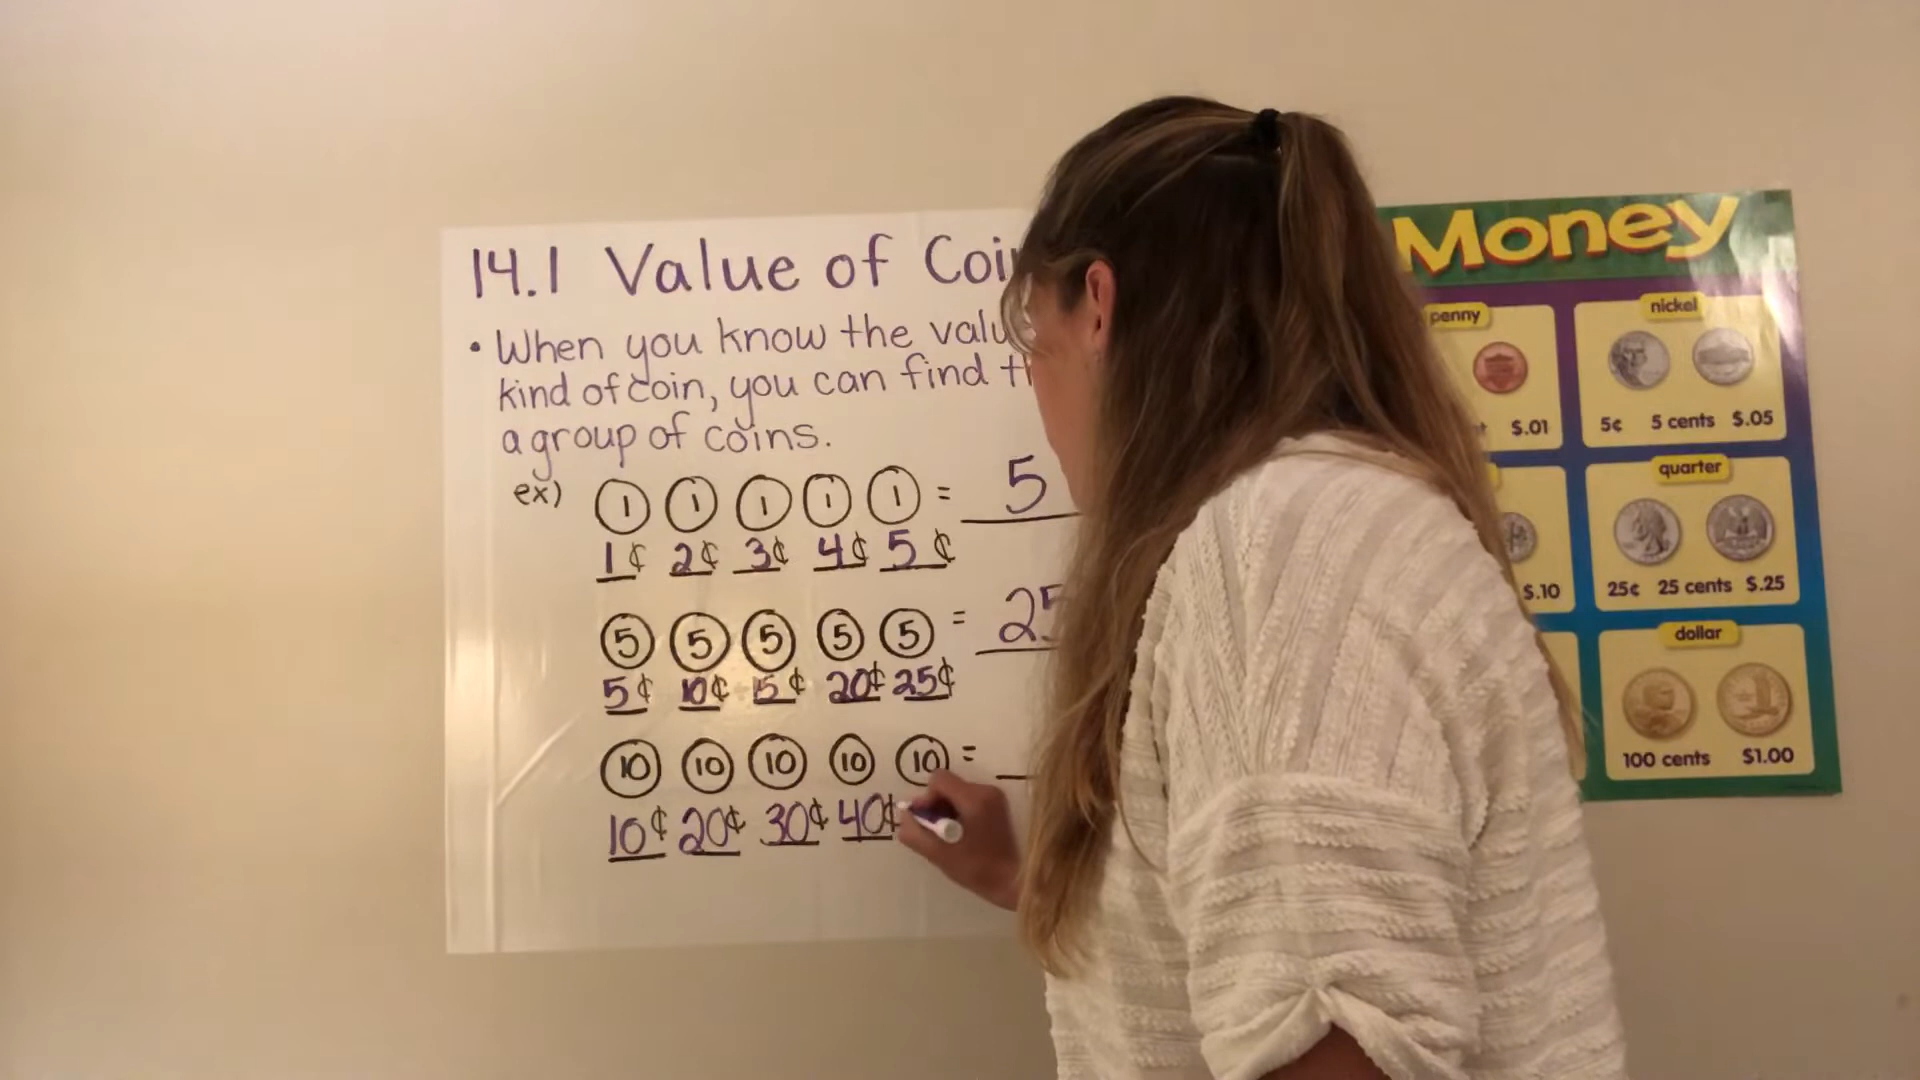 14.1 Value of
When you know the
kind of coin, you can find
a group of coins.
ex) 1 1 1 1 1 = 5
1¢ 2¢ 3¢ 4¢ 5¢
5 5 5 5 5 =
5¢ 10¢ 15¢ 20¢ 25¢
10 10 10 10 10 =
10¢ 20¢ 30¢ 40¢
Money
penny
$.01
nickel
5¢ 5 cents $.05
$.10
quarter
25¢ 25 cents $.25
dollar
100 cents $1.00